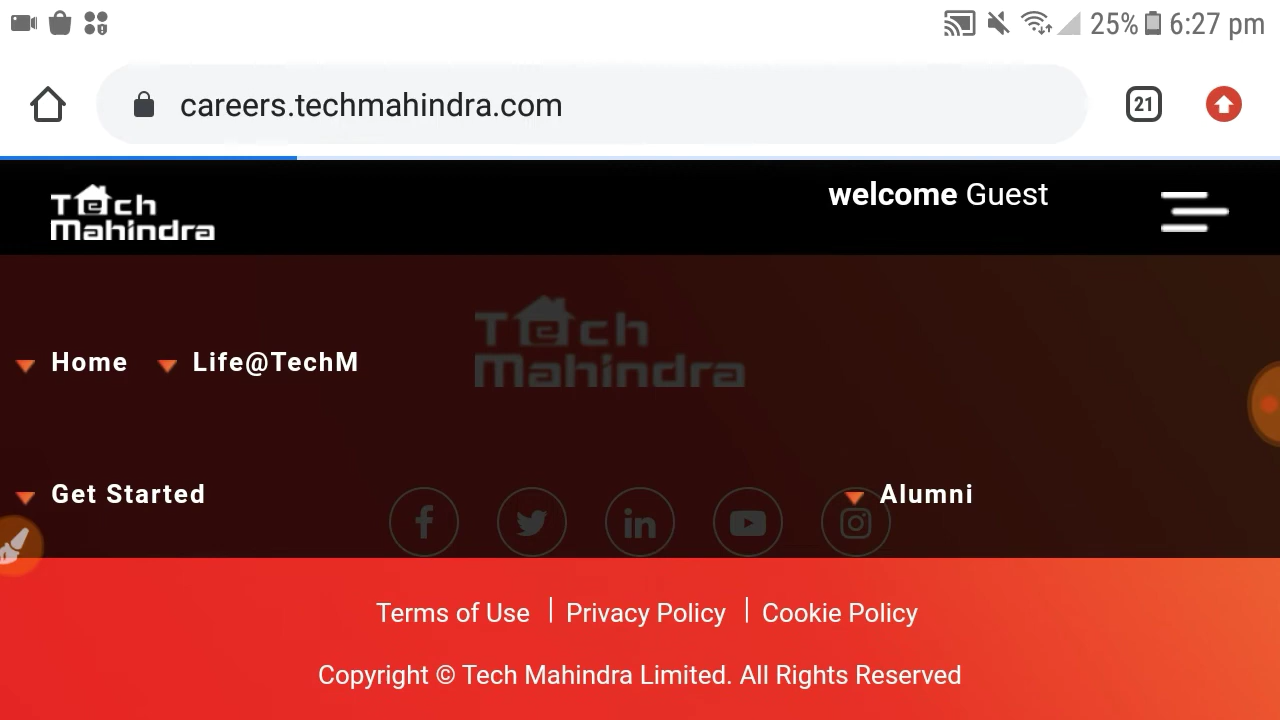 25% 6:27 pm
careers.techmahindra.com
21
Tech
Mahindra
welcome Guest
Tech
Mahindra
Home Life@TechM
Get Started Alumni
Terms of Use | Privacy Policy | Cookie Policy
Copyright © Tech Mahindra Limited. All Rights Reserved